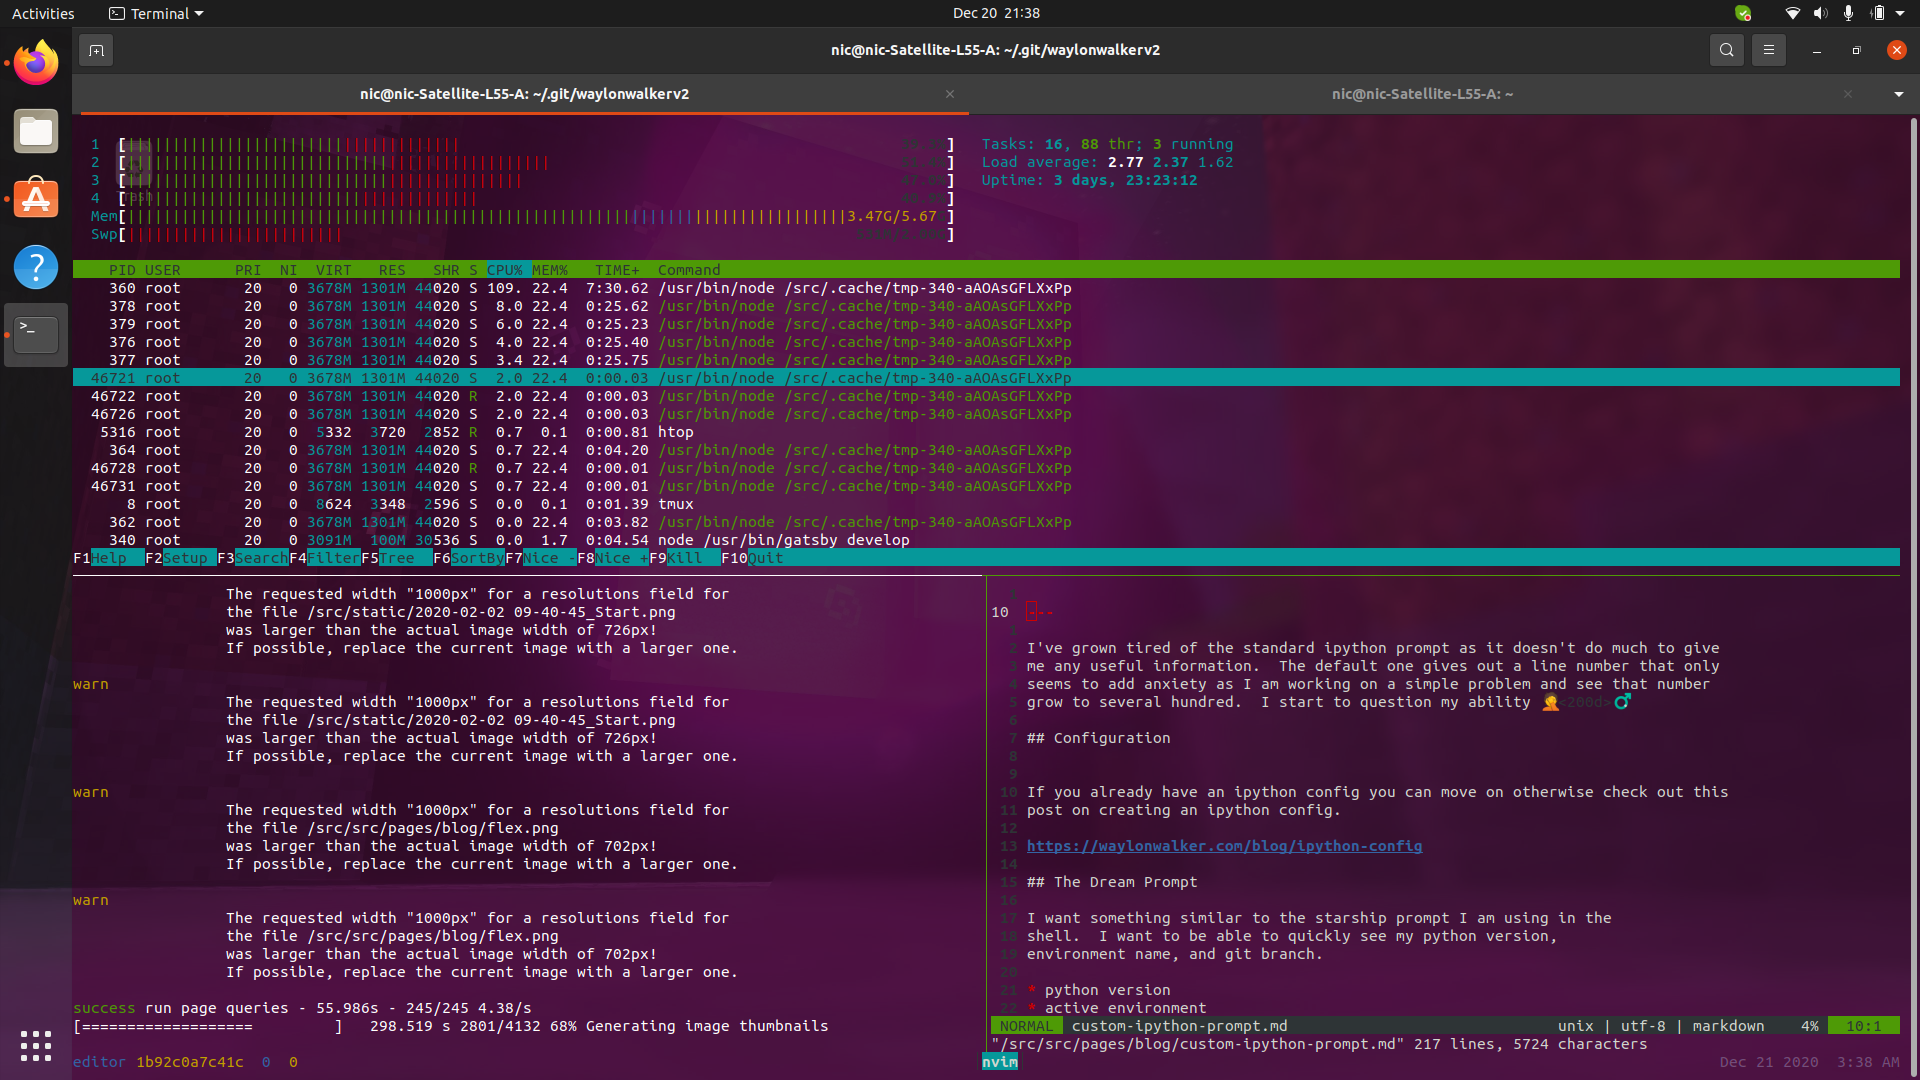 Activities Terminal Dec 20 21:38
nic@nic-Satellite-L55-A: ~/.git/waylonwalkerv2
nic@nic-Satellite-L55-A: ~/.git/waylonwalkerv2 nic@nic-Satellite-L55-A: ~
1 [ ] Tasks: 16, 88 thr; 3 running
2 [ ] Load average: 2.77 2.37 1.62
3 [ ] Uptime: 3 days, 23:23:12
4 [ ]
Mem[ 3.47G/5.67 ]
Swp[ ]
PID USER PRI NI VIRT RES SHR S CPU% MEM% TIME+ Command
360 root 20 0 3678M 1301M 44020 S 109. 22.4 7:30.62 /usr/bin/node /src/.cache/tmp-340-aAOAsGFLXxPp
378 root 20 0 3678M 1301M 44020 S 8.0 22.4 0:25.62 /usr/bin/node /src/.cache/tmp-340-aAOAsGFLXxPp
379 root 20 0 3678M 1301M 44020 S 6.0 22.4 0:25.23 /usr/bin/node /src/.cache/tmp-340-aAOAsGFLXxPp
376 root 20 0 3678M 1301M 44020 S 4.0 22.4 0:25.40 /usr/bin/node /src/.cache/tmp-340-aAOAsGFLXxPp
377 root 20 0 3678M 1301M 44020 S 3.4 22.4 0:25.75 /usr/bin/node /src/.cache/tmp-340-aAOAsGFLXxPp
46721 root 20 0 3678M 1301M 44020 S 2.0 22.4 0:00.03 /usr/bin/node /src/.cache/tmp-340-aAOAsGFLXxPp
46722 root 20 0 3678M 1301M 44020 R 2.0 22.4 0:00.03 /usr/bin/node /src/.cache/tmp-340-aAOAsGFLXxPp
46726 root 20 0 3678M 1301M 44020 S 2.0 22.4 0:00.03 /usr/bin/node /src/.cache/tmp-340-aAOAsGFLXxPp
5316 root 20 0 5332 3720 2852 R 0.7 0.1 0:00.81 htop
364 root 20 0 3678M 1301M 44020 S 0.7 22.4 0:04.20 /usr/bin/node /src/.cache/tmp-340-aAOAsGFLXxPp
46728 root 20 0 3678M 1301M 44020 R 0.7 22.4 0:00.01 /usr/bin/node /src/.cache/tmp-340-aAOAsGFLXxPp
46731 root 20 0 3678M 1301M 44020 S 0.7 22.4 0:00.01 /usr/bin/node /src/.cache/tmp-340-aAOAsGFLXxPp
8 root 20 0 8624 3348 2596 S 0.0 0.1 0:01.39 tmux
362 root 20 0 3678M 1301M 44020 S 0.0 22.4 0:03.82 /usr/bin/node /src/.cache/tmp-340-aAOAsGFLXxPp
340 root 20 0 3091M 100M 30536 S 0.0 1.7 0:04.54 node /usr/bin/gatsby develop
F1Help F2Setup F3SearchF4FilterF5Tree F6SortByF7Nice -F8Nice +F9Kill F10Quit
The requested width "1000px" for a resolutions field for
the file /src/static/2020-02-02 09-40-45_Start.png
was larger than the actual image width of 726px!
If possible, replace the current image with a larger one.
warn
The requested width "1000px" for a resolutions field for
the file /src/static/2020-02-02 09-40-45_Start.png
was larger than the actual image width of 726px!
If possible, replace the current image with a larger one.
warn
The requested width "1000px" for a resolutions field for
the file /src/src/pages/blog/flex.png
was larger than the actual image width of 702px!
If possible, replace the current image with a larger one.
warn
The requested width "1000px" for a resolutions field for
the file /src/src/pages/blog/flex.png
was larger than the actual image width of 702px!
If possible, replace the current image with a larger one.
success run page queries - 55.986s - 245/245 4.38/s
[=================== ] 298.519 s 2801/4132 68% Generating image thumbnails
editor 1b92c0a7c41c 0 0
1
10 ---
1
2 I've grown tired of the standard ipython prompt as it doesn't do much to give
3 me any useful information. The default one gives out a line number that only
4 seems to add anxiety as I am working on a simple problem and see that number
5 grow to several hundred. I start to question my ability 🤦<200d>♂
6
7 ## Configuration
8
9
10 If you already have an ipython config you can move on otherwise check out this
11 post on creating an ipython config.
12
13 https://waylonwalker.com/blog/ipython-config
14
15 ## The Dream Prompt
16
17 I want something similar to the starship prompt I am using in the
18 shell. I want to be able to quickly see my python version,
19 environment name, and git branch.
20
21 * python version
22 * active environment
NORMAL custom-ipython-prompt.md unix | utf-8 | markdown 4% 10:1
"/src/src/pages/blog/custom-ipython-prompt.md" 217 lines, 5724 characters
nvim Dec 21 2020 3:38 AM